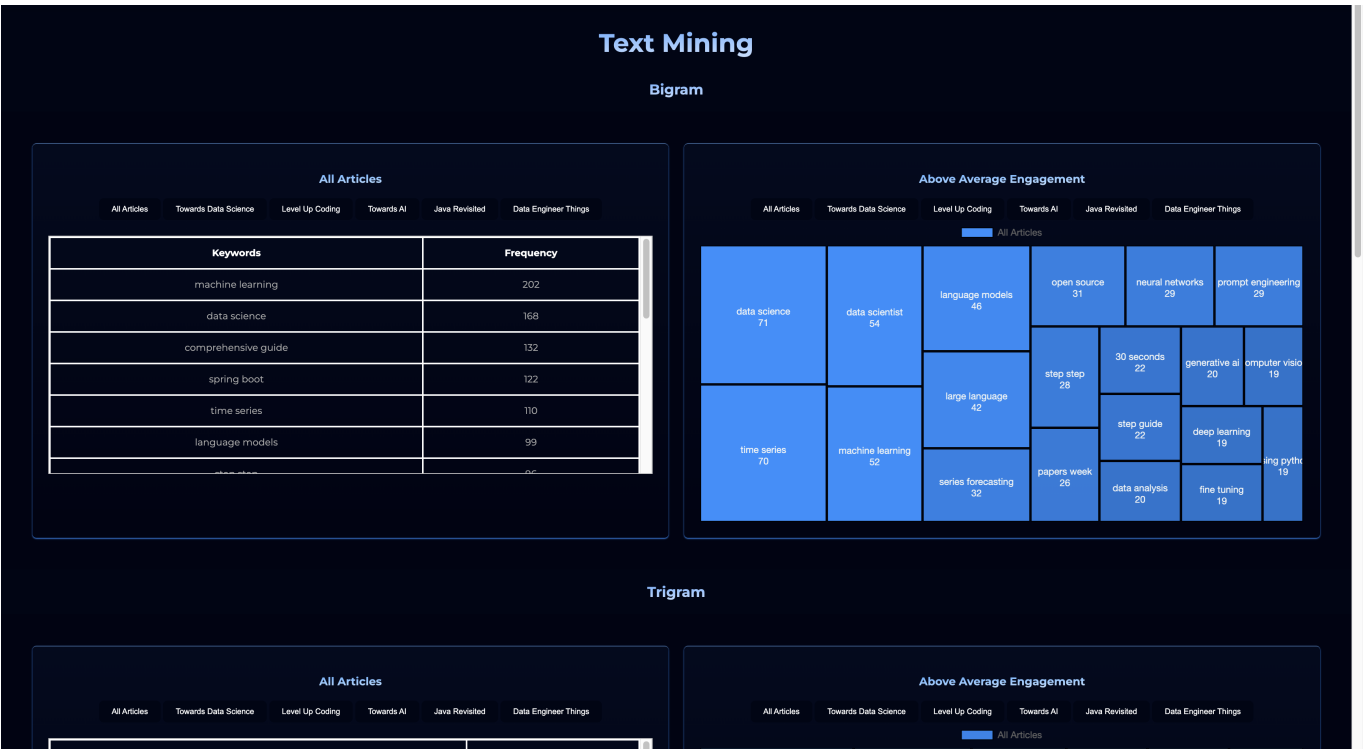 Text Mining
Bigram
All Articles
All Articles Towards Data Science Level Up Coding Towards AI Java Revisited Data Engineer Things
Keywords Frequency
machine learning 202
data science 168
comprehensive guide 132
spring boot 122
time series 110
language models 99
Above Average Engagement
All Articles Towards Data Science Level Up Coding Towards AI Java Revisited Data Engineer Things
All Articles
data science
71
time series
70
data scientist
54
machine learning
52
language models
46
large language
42
series forecasting
32
open source
31
neural networks
29
prompt engineering
29
step step
28
papers week
26
30 seconds
22
step guide
22
data analysis
20
generative ai
20
omputer visio
19
deep learning
19
fine tuning
19
sing pytho
19
Trigram
All Articles
All Articles Towards Data Science Level Up Coding Towards AI Java Revisited Data Engineer Things
Above Average Engagement
All Articles Towards Data Science Level Up Coding Towards AI Java Revisited Data Engineer Things
All Articles